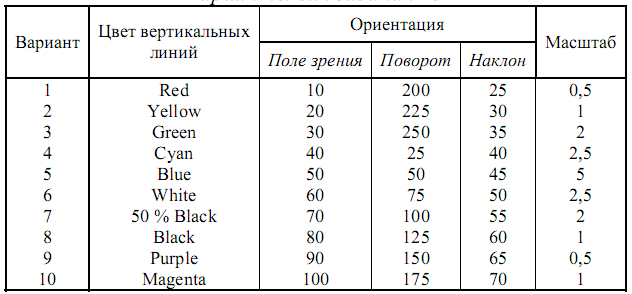 Вариант Цвет вертикальных линий Ориентация Масштаб
Поле зрения Поворот Наклон
1 Red 10 200 25 0,5
2 Yellow 20 225 30 1
3 Green 30 250 35 2
4 Cyan 40 25 40 2,5
5 Blue 50 50 45 5
6 White 60 75 50 2,5
7 50 % Black 70 100 55 2
8 Black 80 125 60 1
9 Purple 90 150 65 0,5
10 Magenta 100 175 70 1